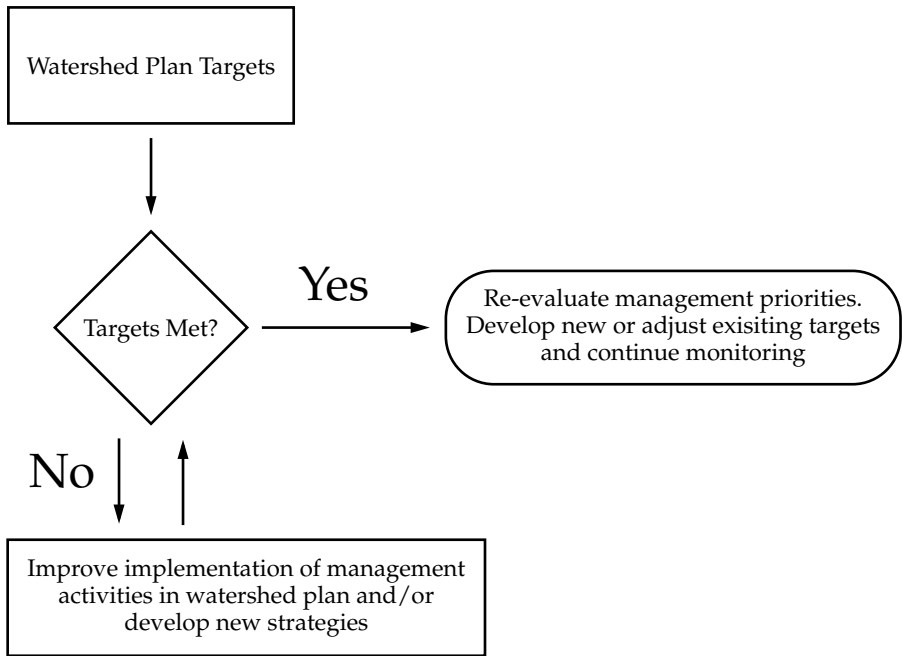 Watershed Plan Targets
Targets Met?
Yes
Re-evaluate management priorities.
Develop new or adjust exisiting targets
and continue monitoring
No
Improve implementation of management
activities in watershed plan and/or
develop new strategies